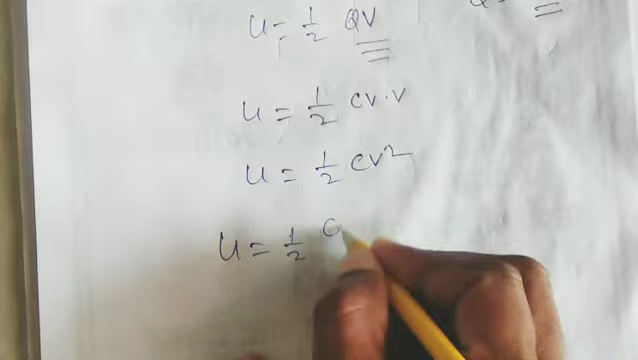 U = 1/2 QV
U = 1/2 CV·V
U = 1/2 CV²
U = 1/2 C